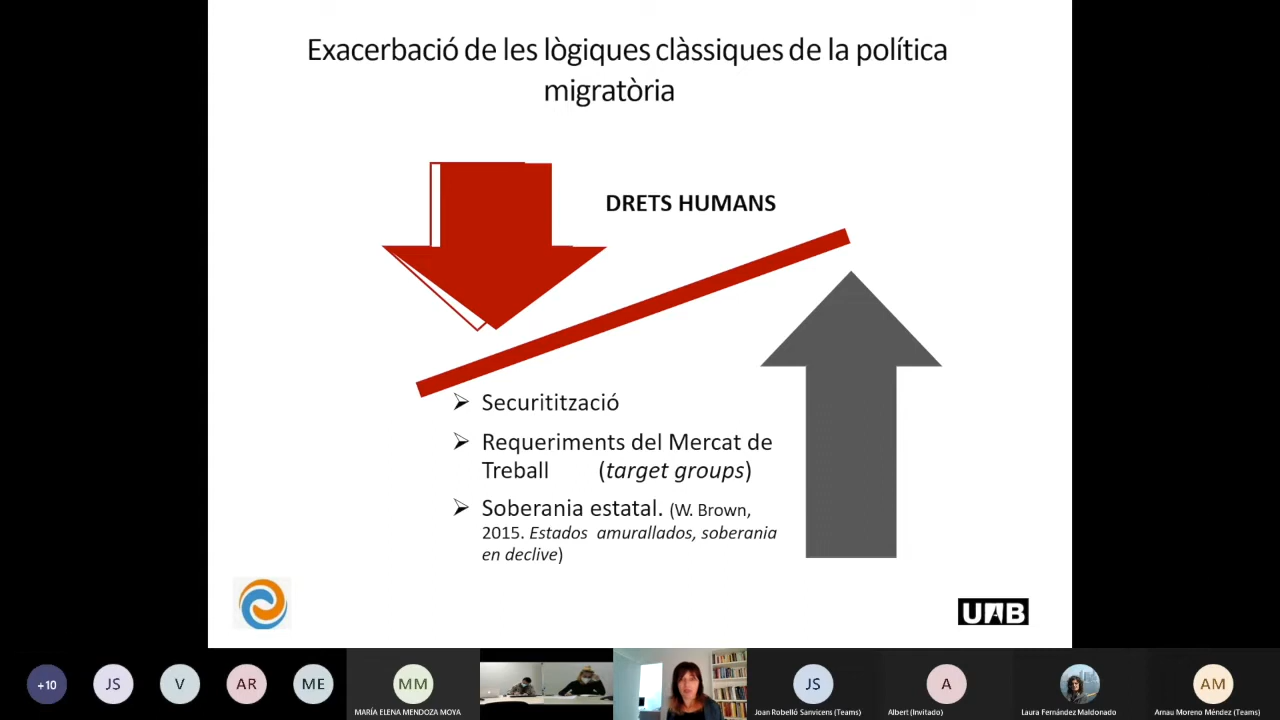 Exacerbació de les lògiques clàssiques de la política
migratòria
DRETS HUMANS
Securitització
Requeriments del Mercat de
Treball (target groups)
Soberania estatal. (W. Brown,
2015. Estados amurallados, soberania
en declive)
UAB
+10
JS
V
AR
ME
MM
MARÍA ELENA MENDOZA MOYA
JS
Joan Robelló Sanvicens (Teams)
A
Albert (Invitado)
Laura Fernández Maldonado
AM
Arnau Moreno Méndez (Teams)